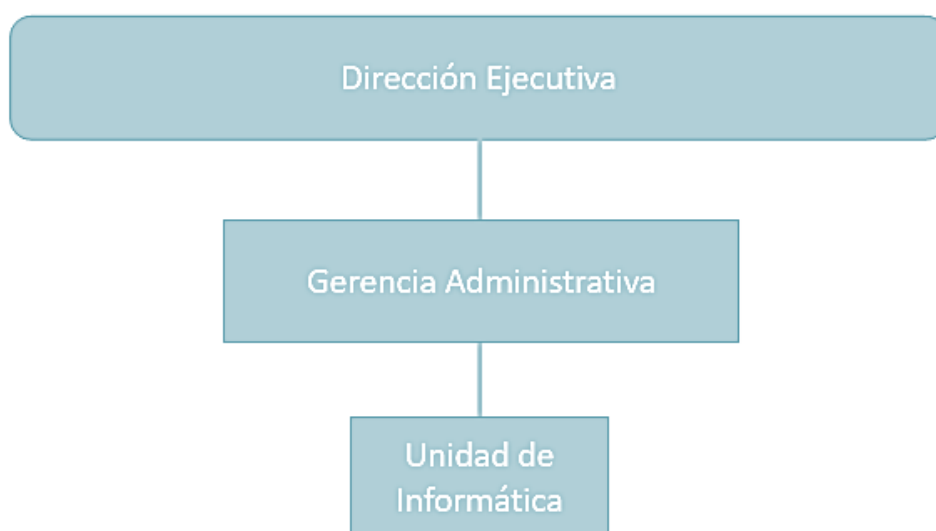 Dirección Ejecutiva
Gerencia Administrativa
Unidad de
Informática